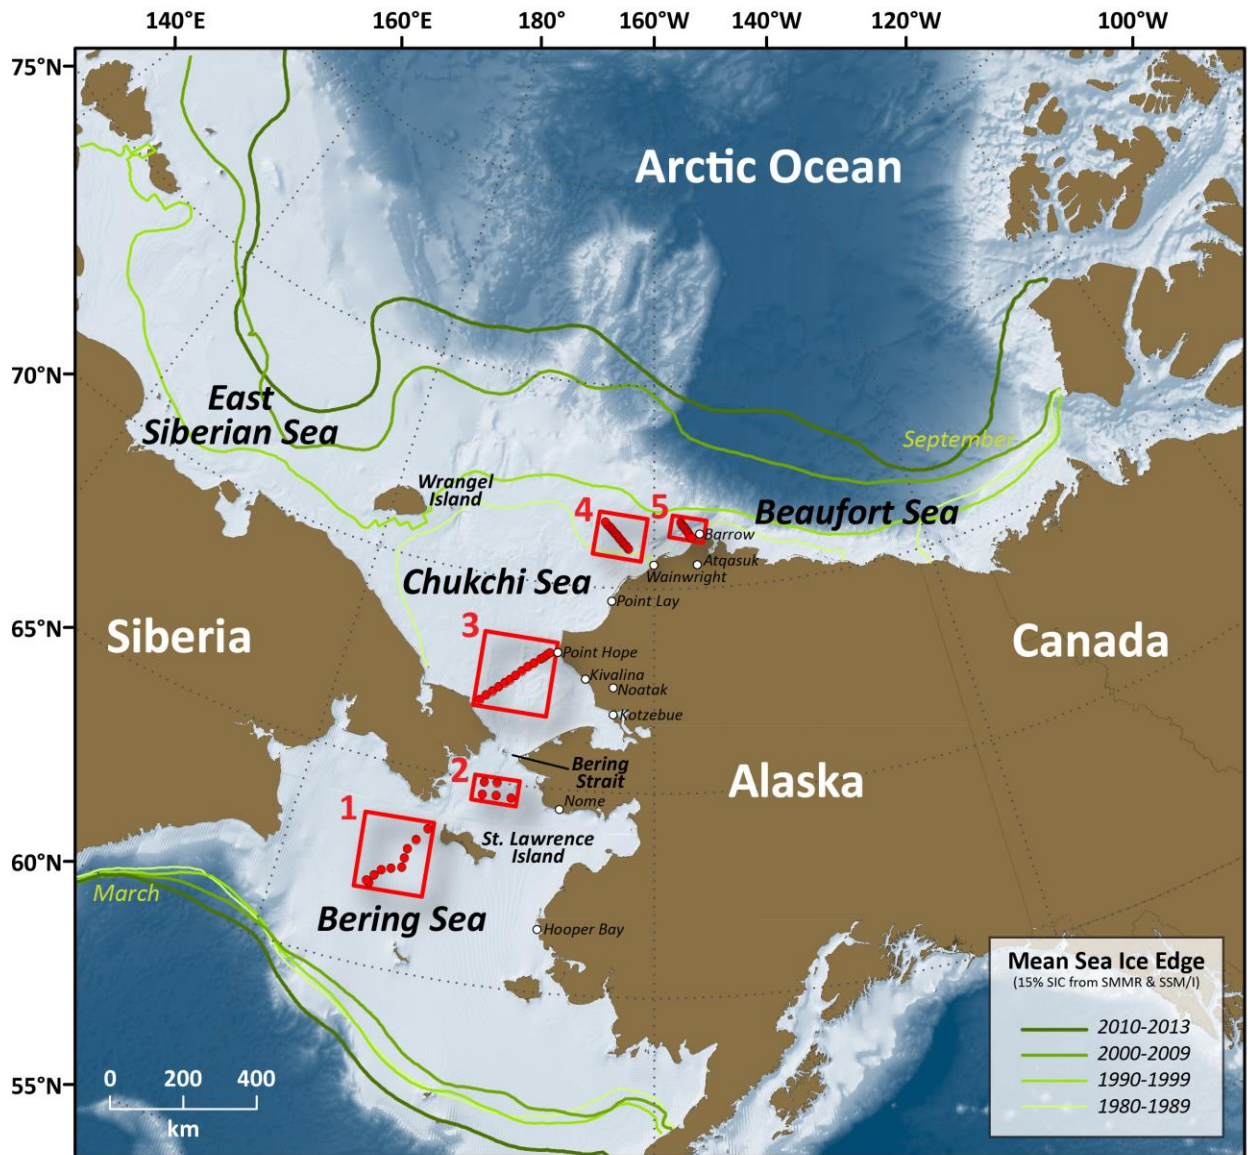 140°E 160°E 180° 160°W 140°W 120°W 100°W
75°N
Arctic Ocean
70°N
East
Siberian Sea
September
Wrangel
Island
4
5
Beaufort Sea
Barrow
Atqasuk
Wainwright
Chukchi Sea
Point Lay
65°N
Siberia
3
Canada
Point Hope
Kivalina
Noatak
Kotzebue
2
Bering
Strait
Alaska
Nome
1
St. Lawrence
Island
60°N
March
Bering Sea
Hooper Bay
Mean Sea Ice Edge
(15% SIC from SMMR & SSM/I)
2010-2013
2000-2009
1990-1999
1980-1989
55°N
0 200 400
km